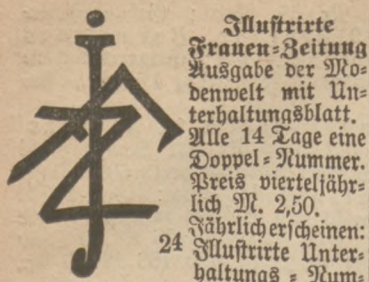 Illustrirte
Frauen-Zeitung
Ausgabe der Mo-
denwelt mit Un-
terhaltungsblatt.
Alle 14 Tage eine
Doppel-Nummer.
Preis vierteljähr-
lich M. 2,50.
Jährlich erscheinen:
24 Illustrirte Unter-
haltungs-Num-